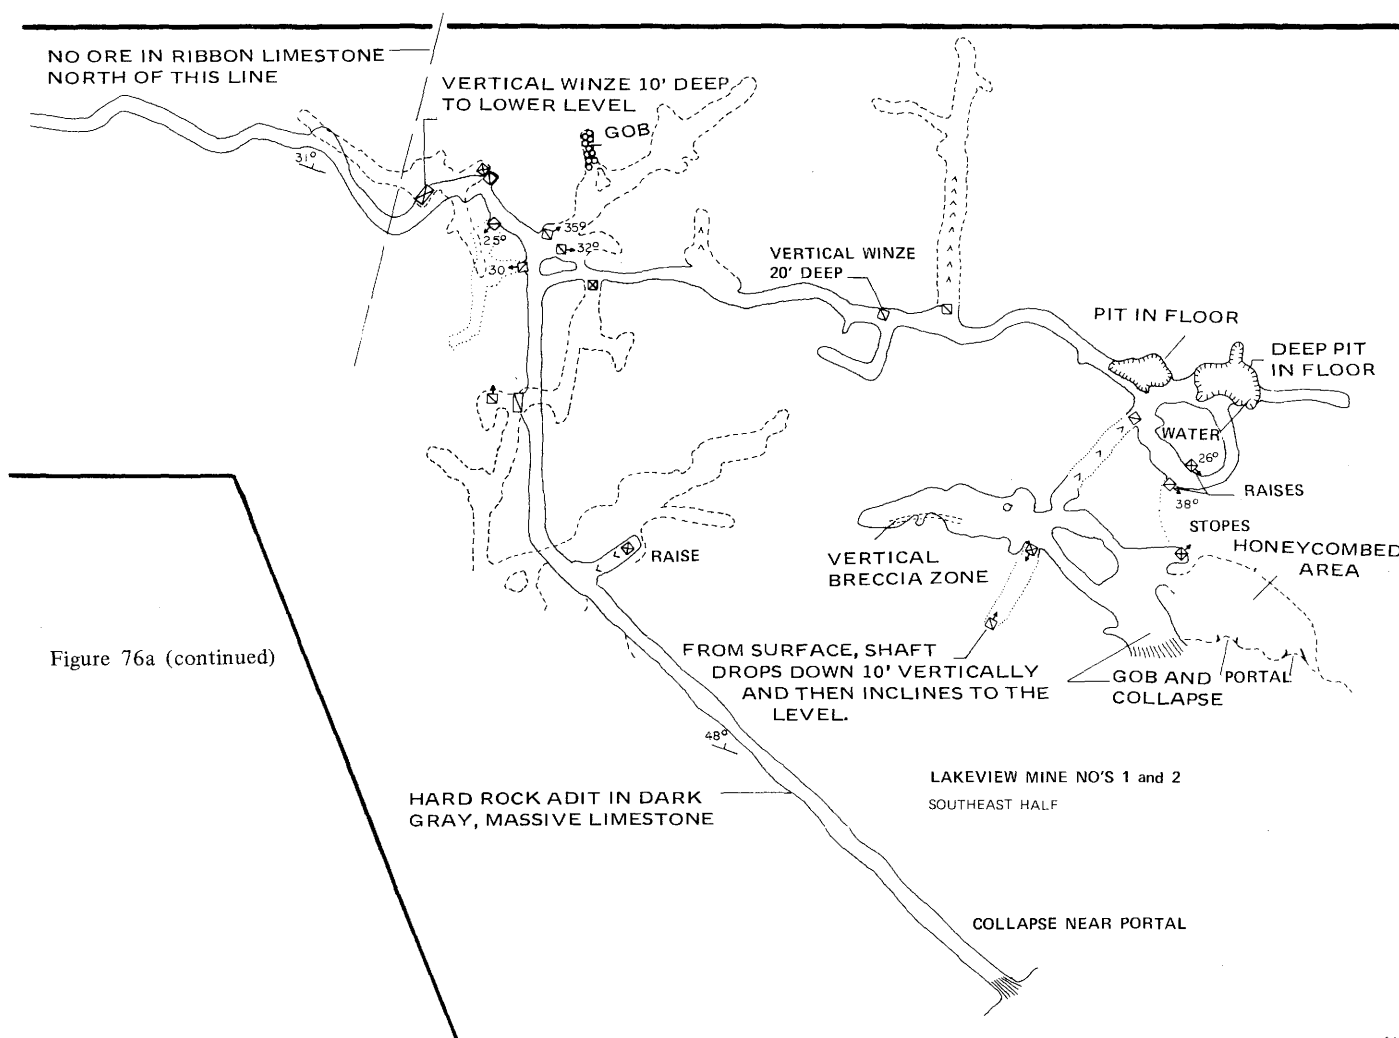 NO ORE IN RIBBON LIMESTONE
NORTH OF THIS LINE
VERTICAL WINZE 10' DEEP
TO LOWER LEVEL
GOB
31°
35°
32°
25°
30
VERTICAL WINZE
20' DEEP
PIT IN FLOOR
DEEP PIT
IN FLOOR
WATER
26°
RAISES
38°
STOPES
HONEYCOMBED
AREA
RAISE
VERTICAL
BRECCIA ZONE
Figure 76a (continued)
FROM SURFACE, SHAFT
DROPS DOWN 10' VERTICALLY
AND THEN INCLINES TO THE
LEVEL.
GOB AND
COLLAPSE
PORTAL
48°
LAKEVIEW MINE NO'S 1 and 2
SOUTHEAST HALF
HARD ROCK ADIT IN DARK
GRAY, MASSIVE LIMESTONE
COLLAPSE NEAR PORTAL